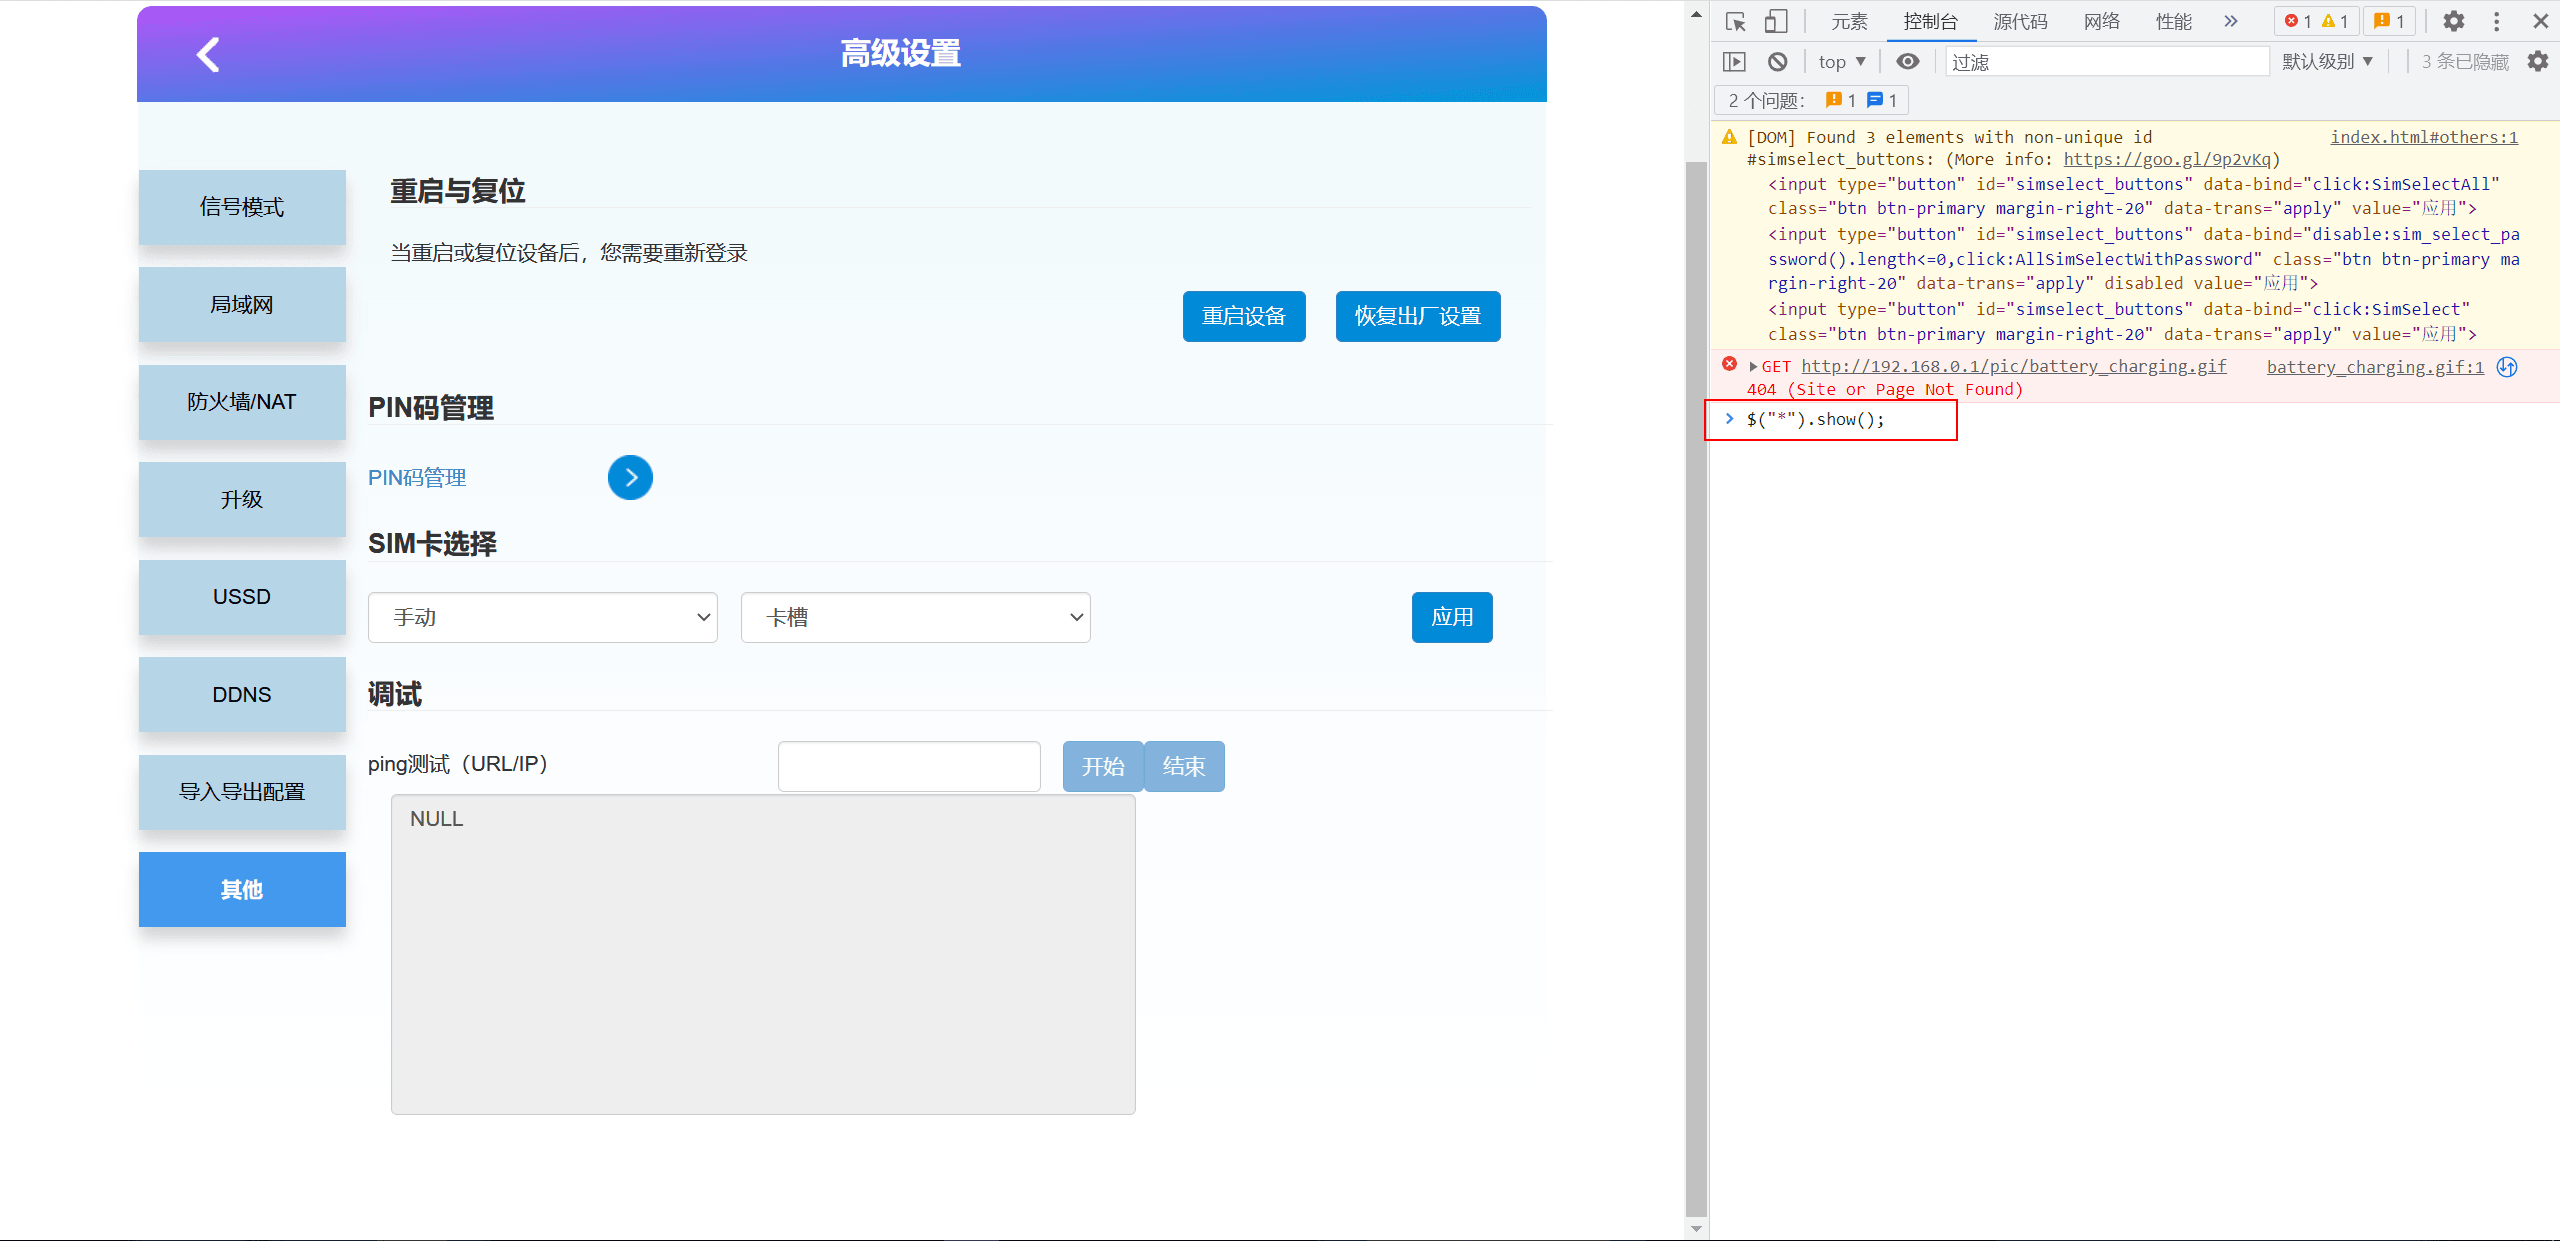 高级设置
信号模式
局域网
防火墙/NAT
升级
USSD
DDNS
导入导出配置
其他
重启与复位
当重启或复位设备后，您需要重新登录
重启设备
恢复出厂设置
PIN码管理
PIN码管理
SIM卡选择
手动
卡槽
应用
调试
ping测试（URL/IP）
开始
结束
NULL
元素 控制台 源代码 网络 性能 » 1 1 1
top ▼ 过滤 默认级别 ▼ 3 条已隐藏
2 个问题： 1 1
[DOM] Found 3 elements with non-unique id index.html#others:1
#simselect_buttons: (More info: https://goo.gl/9p2vKq)
<input type="button" id="simselect_buttons" data-bind="click:SimSelectAll"
class="btn btn-primary margin-right-20" data-trans="apply" value="应用">
<input type="button" id="simselect_buttons" data-bind="disable:sim_select_pa
ssword().length<=0,click:AllSimSelectWithPassword" class="btn btn-primary ma
rgin-right-20" data-trans="apply" disabled value="应用">
<input type="button" id="simselect_buttons" data-bind="click:SimSelect"
class="btn btn-primary margin-right-20" data-trans="apply" value="应用">
GET http://192.168.0.1/pic/battery_charging.gif battery_charging.gif:1
404 (Site or Page Not Found)
> $("*").show();